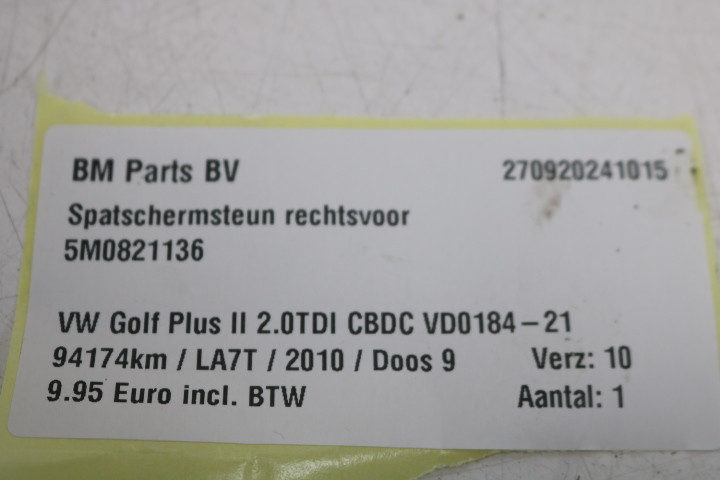 BM Parts BV 270920241015
Spatschermsteun rechtsvoor
5M0821136
VW Golf Plus II 2.0TDI CBDC VD0184-21
94174km / LA7T / 2010 / Doos 9 Verz: 10
9.95 Euro incl. BTW Aantal: 1